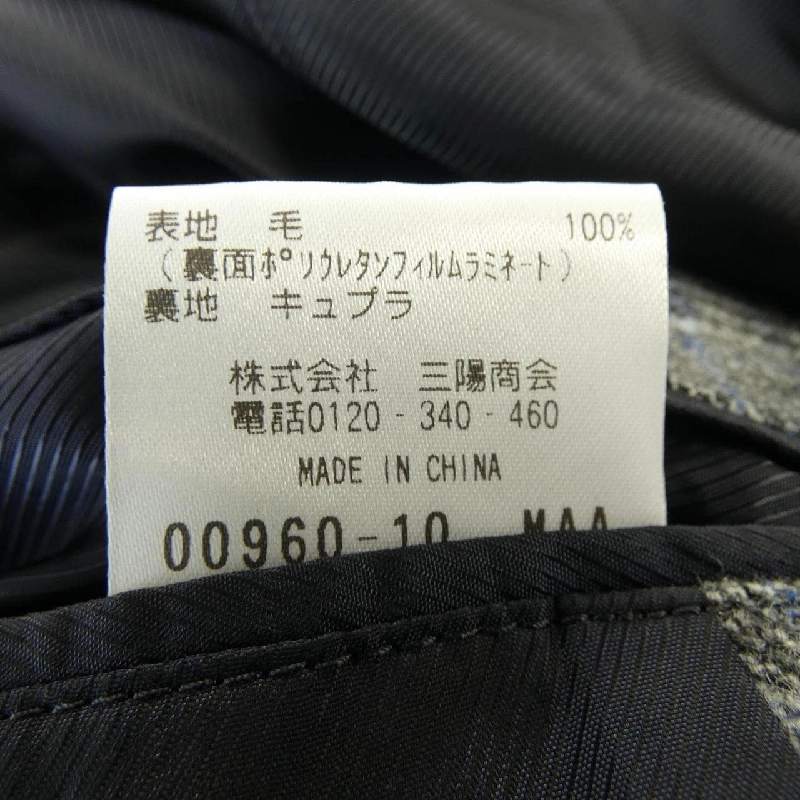 表地 毛 100%
(裏面ポリウレタンフィルムラミネート)
裏地 キュプラ
株式会社 三陽商会
電話0120-340-460
MADE IN CHINA
00960-10 MAA